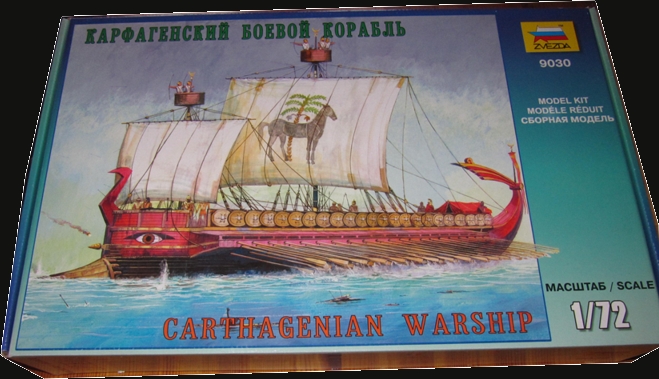 КАРФАГЕНСКИЙ БОЕВОЙ КОРАБЛЬ
ZVEZDA
9030
MODEL KIT
MODÈLE RÉDUIT
СБОРНАЯ МОДЕЛЬ
МАСШТАБ / SCALE
1/72
CARTHAGENIAN WARSHIP